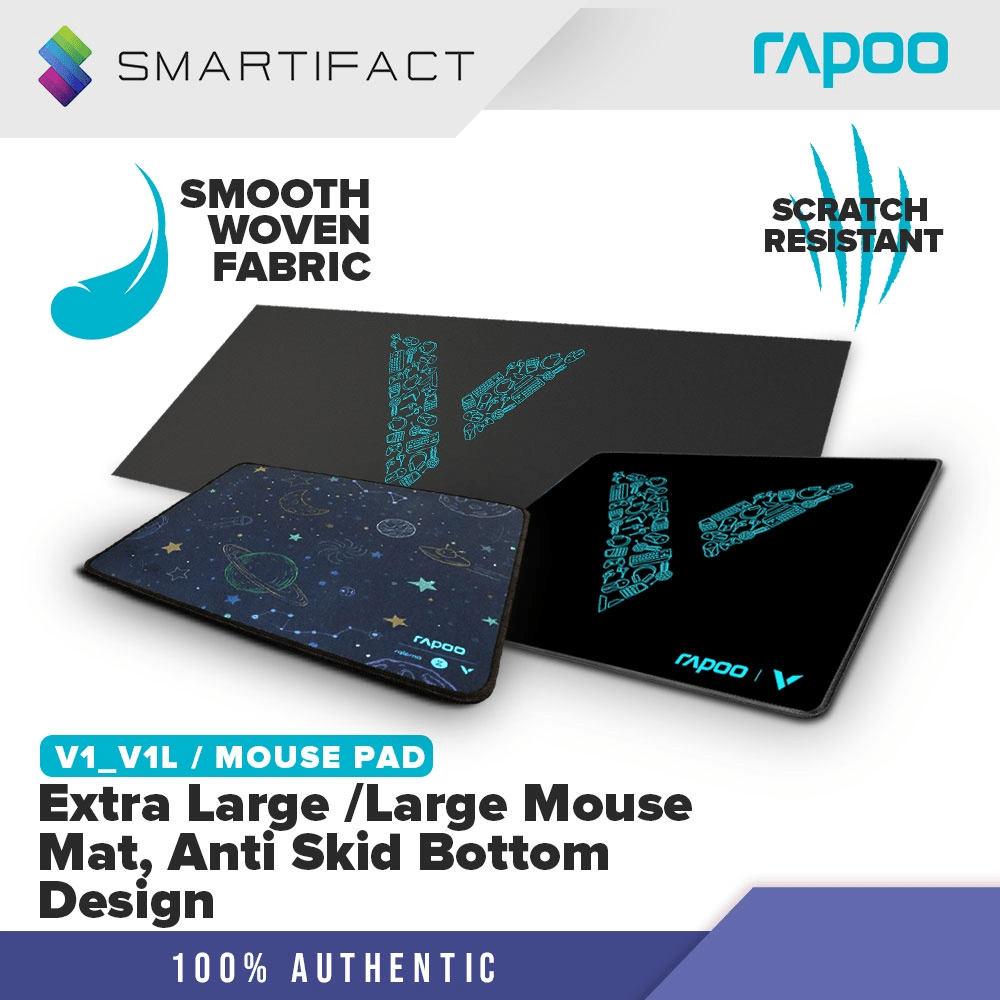 SMARTIFACT
rapoo
SMOOTH
WOVEN
FABRIC
SCRATCH
RESISTANT
rapoo
rapoo
V1_V1L / MOUSE PAD
Extra Large /Large Mouse
Mat, Anti Skid Bottom
Design
100% AUTHENTIC